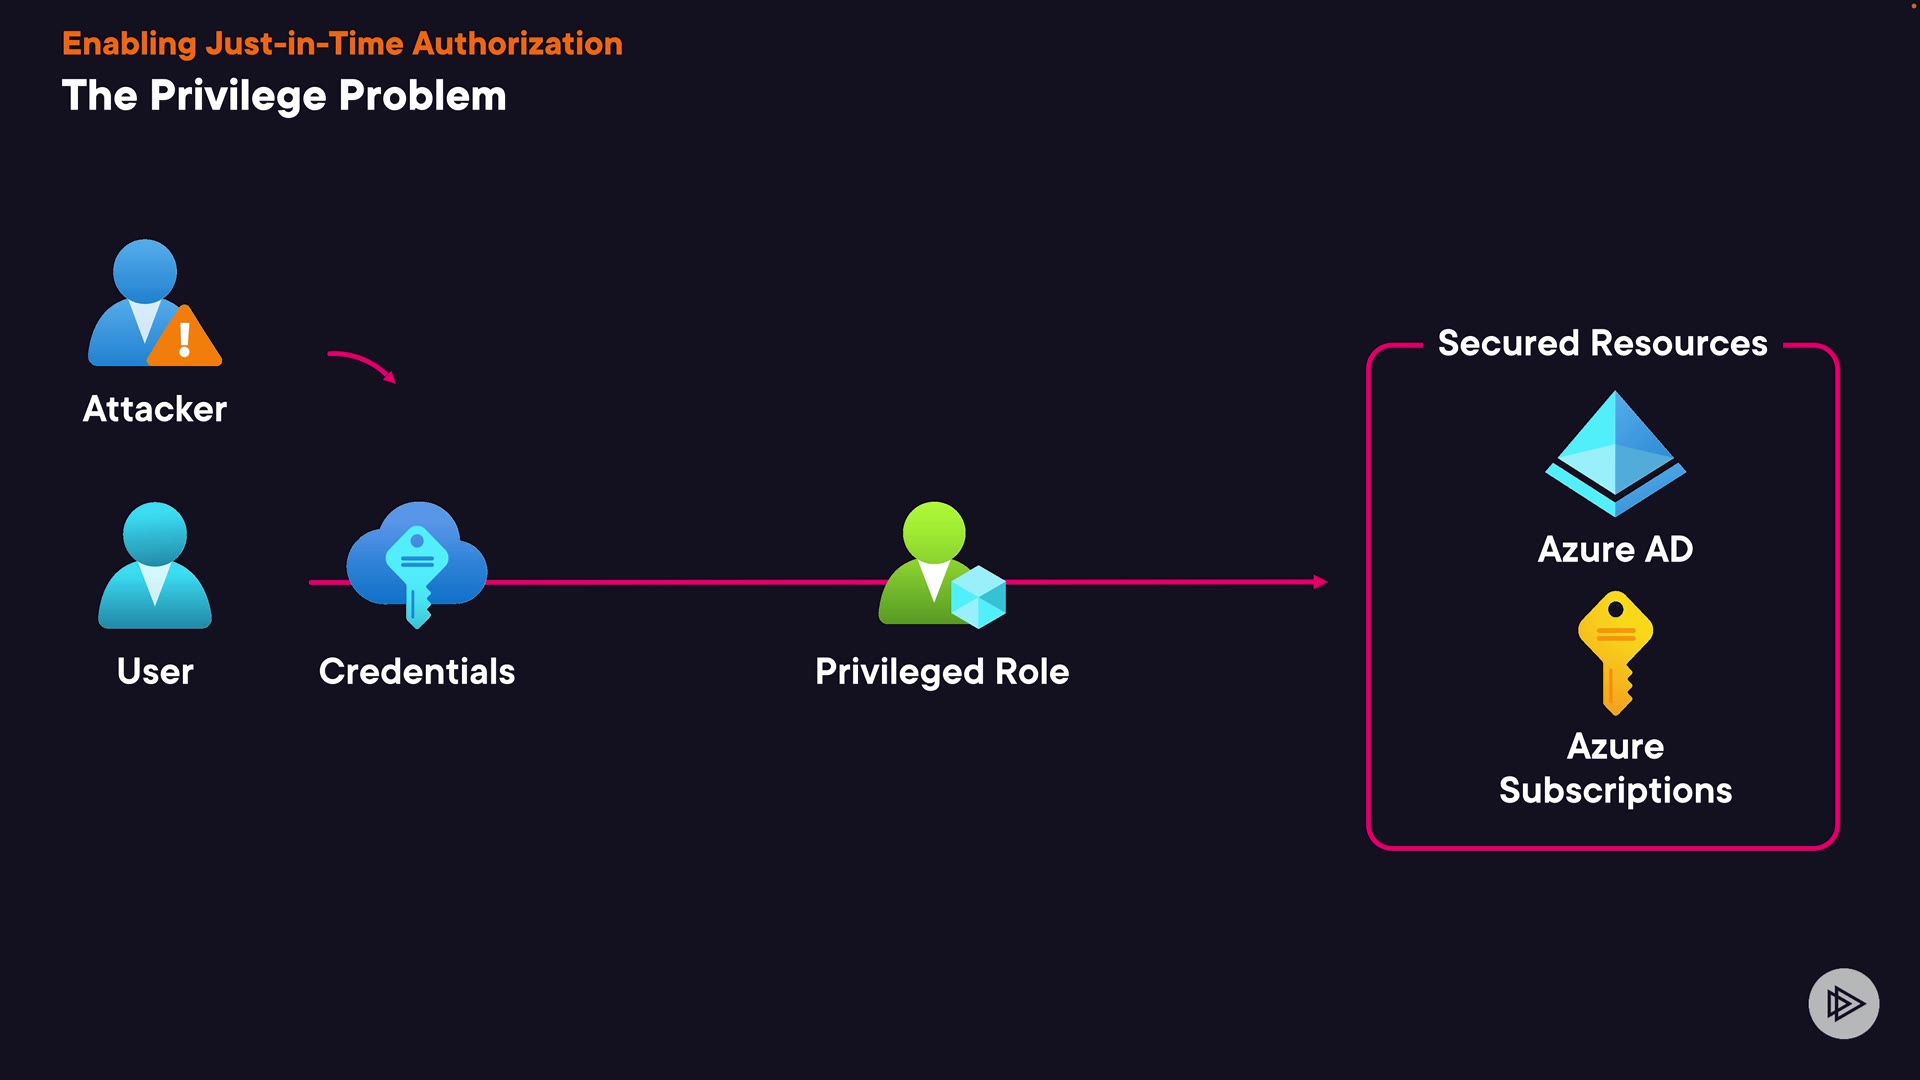 Enabling Just-in-Time Authorization
The Privilege Problem
Attacker
User
Credentials
Privileged Role
Secured Resources
Azure AD
Azure
Subscriptions